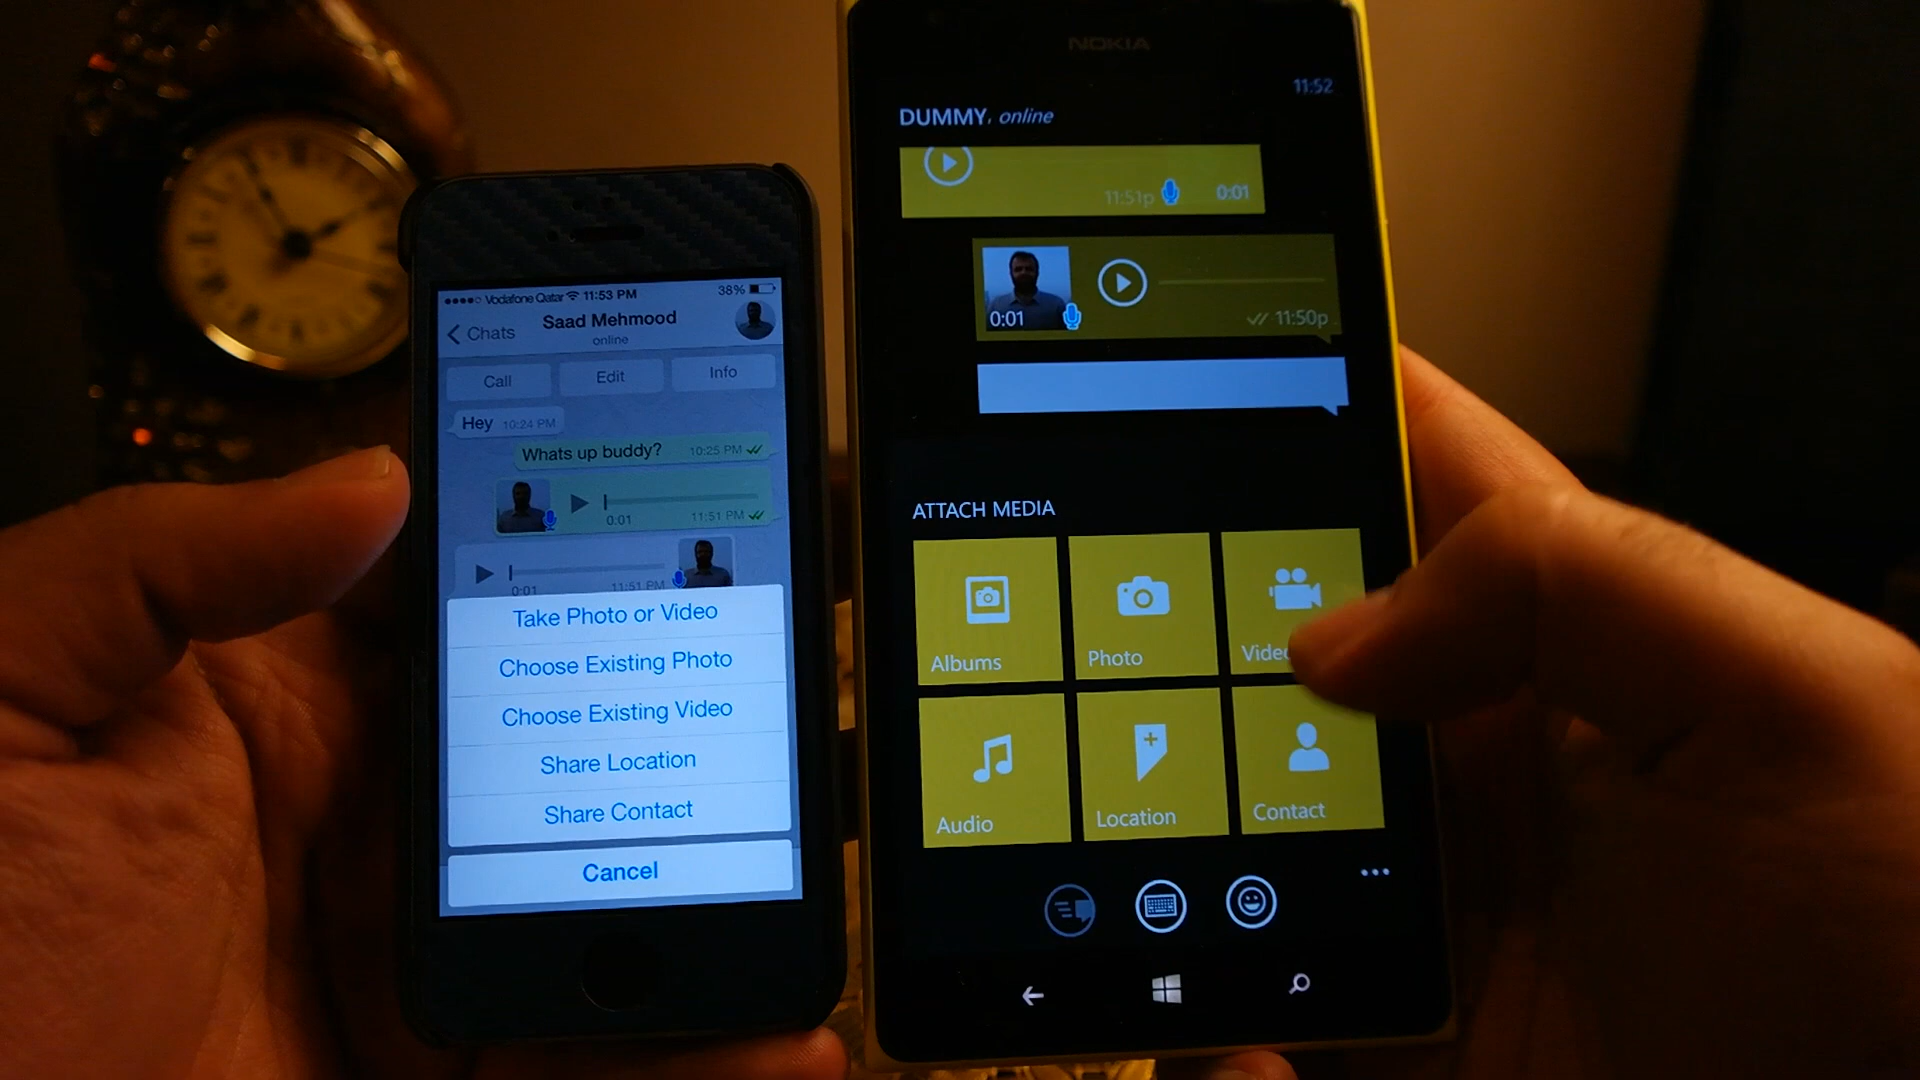 Vodafone Qatar 11:53 PM 38%
Chats
Saad Mehmood
online
Call
Edit
Info
Hey 10:24 PM
Whats up buddy? 10:25 PM
0:01 11:51 PM
0:01 11:51 PM
Take Photo or Video
Choose Existing Photo
Choose Existing Video
Share Location
Share Contact
Cancel
NOKIA
11:52
DUMMY, online
11:51p 0:01
0:01 11:50p
ATTACH MEDIA
Albums
Photo
Video
Audio
Location
Contact